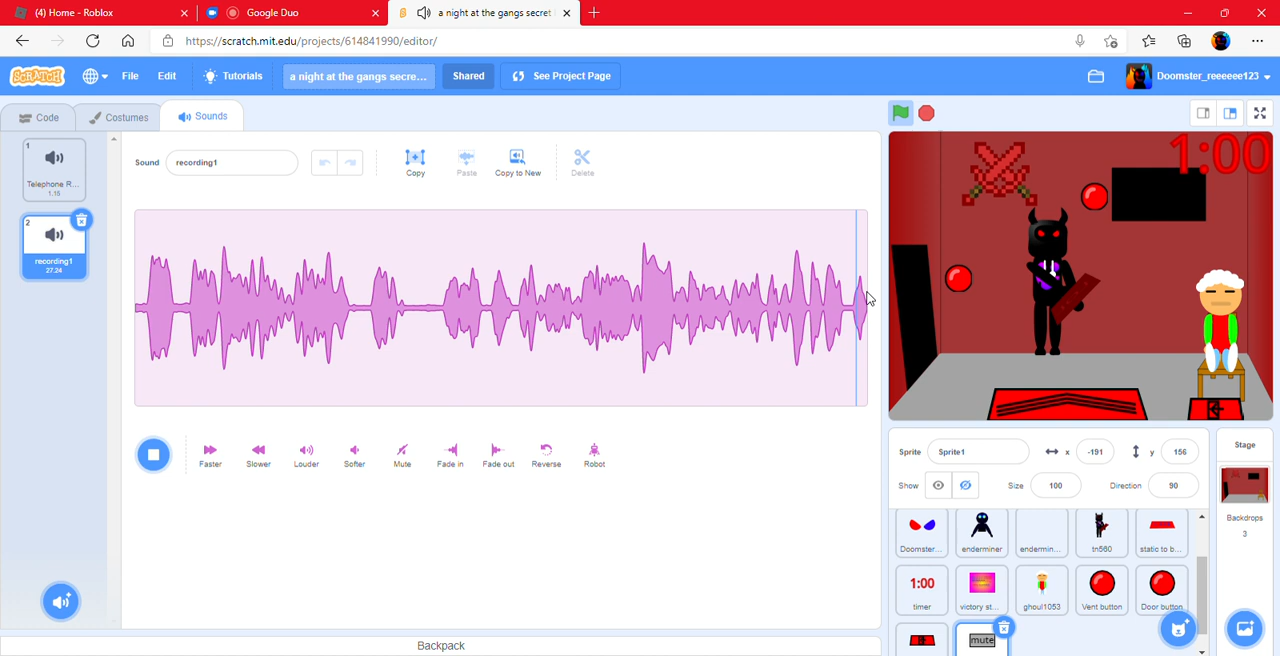 (4) Home - Roblox
Google Duo
a night at the gangs secret
https://scratch.mit.edu/projects/614841990/editor/
SCRATCH
File
Edit
Tutorials
a night at the gangs secre...
Shared
See Project Page
Doomster_reeeeee123
Code
Costumes
Sounds
1
Telephone R...
1.15
2
recording1
27.24
Sound
recording1
Copy
Paste
Copy to New
Delete
Faster
Slower
Louder
Softer
Mute
Fade in
Fade out
Reverse
Robot
Backpack
1:00
Sprite
Sprite1
x
-191
y
156
Show
Size
100
Direction
90
Doomster...
enderminer
endermin...
tn560
static to b...
1:00
timer
victory st...
ghoul1053
Vent button
Door button
mute
Stage
Backdrops
3